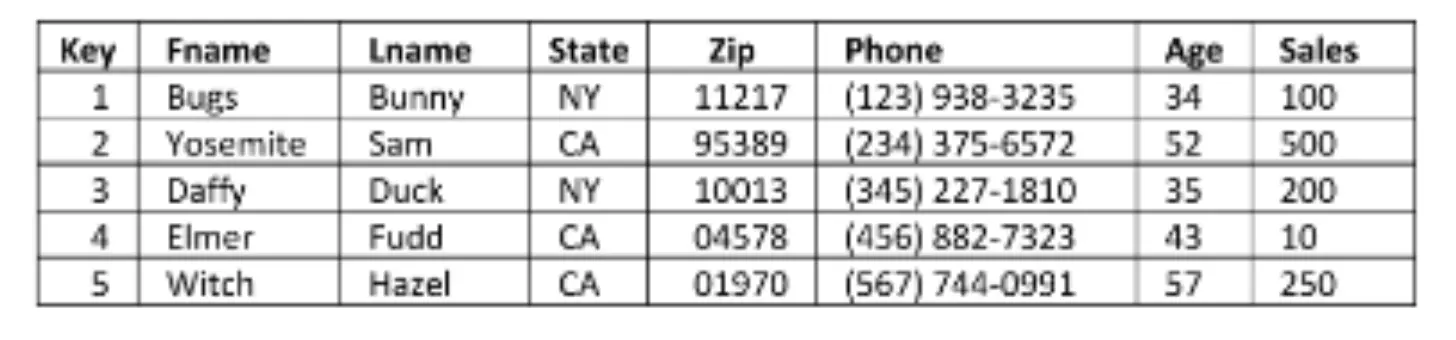 Key Fname Lname State Zip Phone Age Sales
1 Bugs Bunny NY 11217 (123) 938-3235 34 100
2 Yosemite Sam CA 95389 (234) 375-6572 52 500
3 Daffy Duck NY 10013 (345) 227-1810 35 200
4 Elmer Fudd CA 04578 (456) 882-7323 43 10
5 Witch Hazel CA 01970 (567) 744-0991 57 250